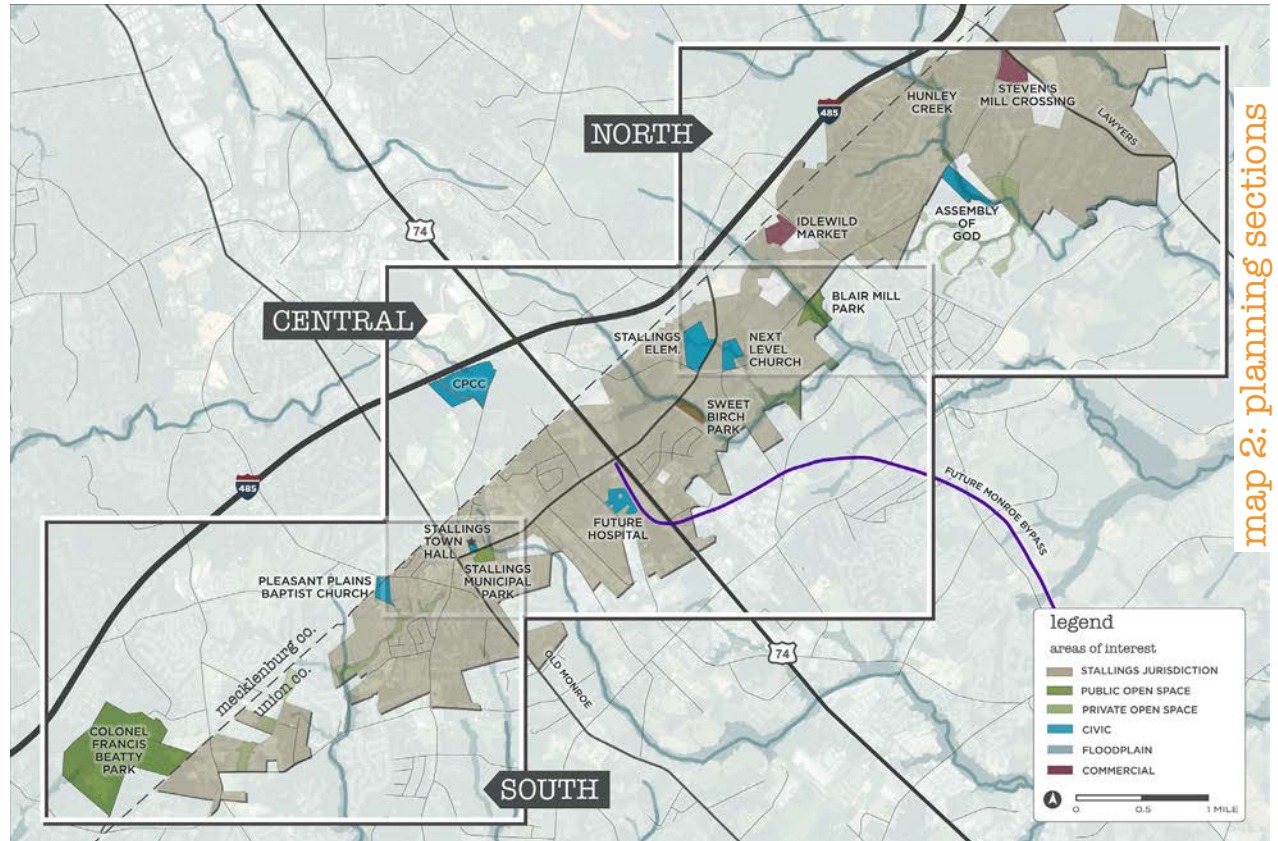 map 2: planning sections
NORTH
485
HUNLEY
CREEK
STEVEN'S
MILL CROSSING
LAWYERS
74
IDLEWILD
MARKET
ASSEMBLY
OF
GOD
CENTRAL
BLAIR MILL
PARK
STALLINGS
ELEM.
NEXT
LEVEL
CHURCH
CPCC
SWEET
BIRCH
PARK
485
FUTURE MONROE BYPASS
FUTURE
HOSPITAL
STALLINGS
TOWN
HALL
STALLINGS
MUNICIPAL
PARK
PLEASANT PLAINS
BAPTIST CHURCH
mecklenburg co.
union co.
OLD MONROE
74
COLONEL
FRANCIS
BEATTY
PARK
SOUTH
legend
areas of interest
STALLINGS JURISDICTION
PUBLIC OPEN SPACE
PRIVATE OPEN SPACE
CIVIC
FLOODPLAIN
COMMERCIAL
0 0.5 1 MILE